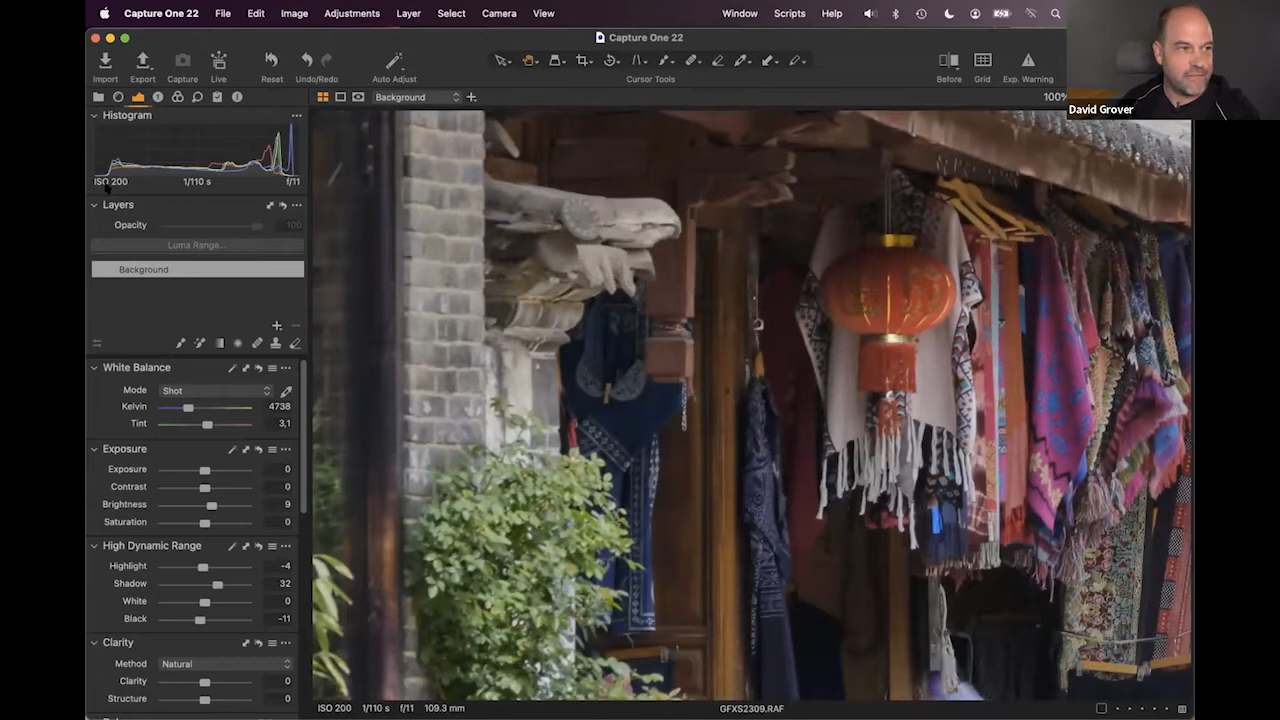 Capture One 22 File Edit Image Adjustments Layer Select Camera View Window Scripts Help
Capture One 22
Import Export Capture Live Reset Undo/Redo Auto Adjust Cursor Tools Before Grid Exp. Warning
Background 100%
David Grover
Histogram
ISO 200 1/110 s f/11
Layers
Opacity 100
Luma Range...
Background
White Balance
Mode Shot
Kelvin 4738
Tint 3,1
Exposure
Exposure 0
Contrast 0
Brightness 9
Saturation 0
High Dynamic Range
Highlight -4
Shadow 32
White 0
Black -11
Clarity
Method Natural
Clarity 0
Structure 0
ISO 200 1/110 s f/11 109.3 mm GFXS2309.RAF